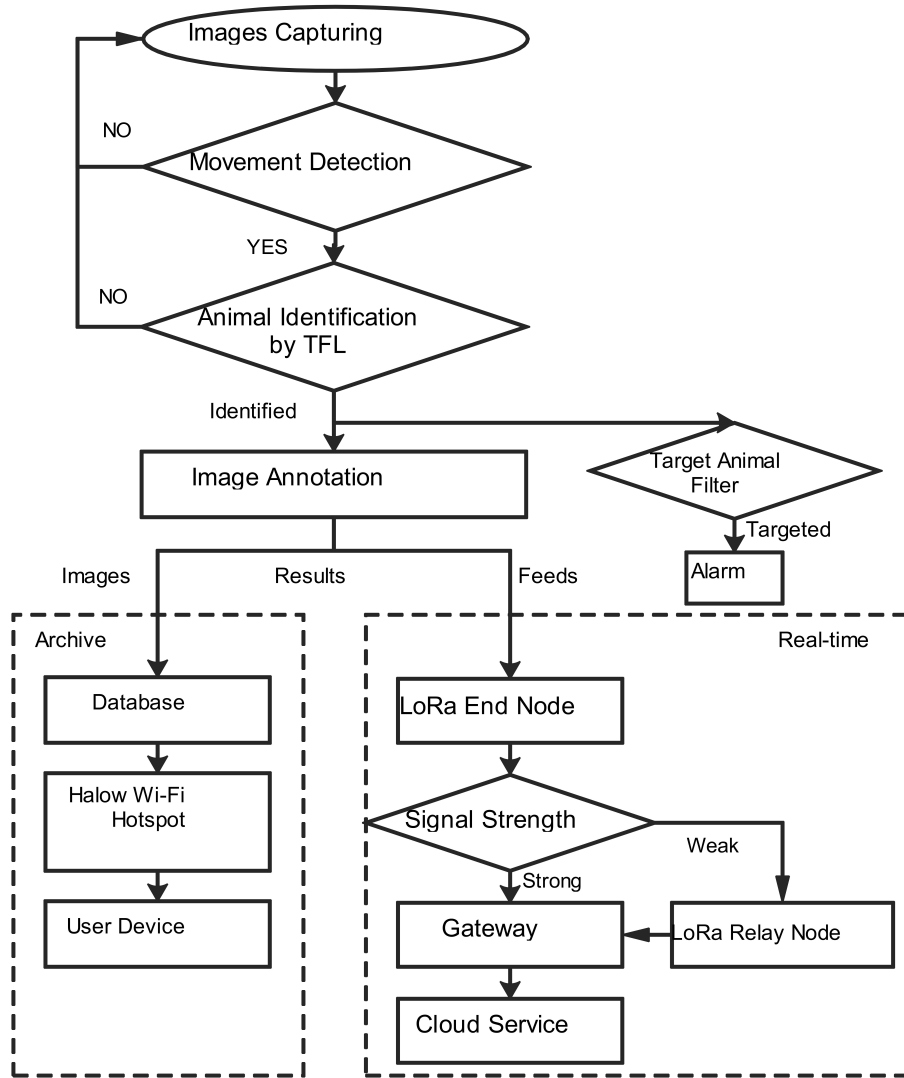 Images Capturing
NO
Movement Detection
YES
NO
Animal Identification
by TFL
Identified
Target Animal
Filter
Image Annotation
Targeted
Alarm
Images
Results
Feeds
Archive
Real-time
Database
LoRa End Node
Halow Wi-Fi
Hotspot
Signal Strength
Weak
Strong
User Device
Gateway
LoRa Relay Node
Cloud Service